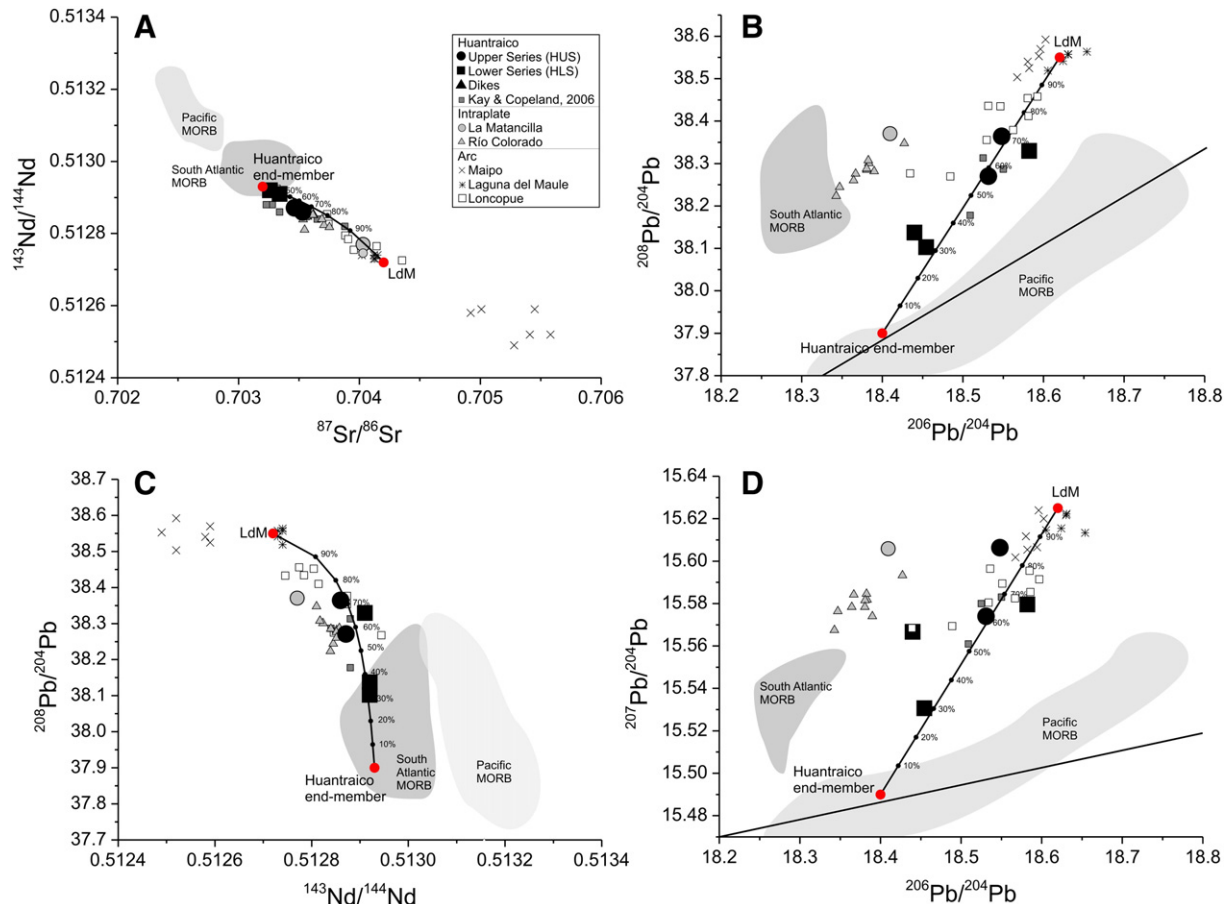 A
0.5134
0.5132
0.5130
0.5128
0.5126
0.5124
143Nd/144Nd
Pacific
MORB
South Atlantic
MORB
Huantraico
end-member
50%
60%
70%
80%
90%
LdM
Huantraico
Upper Series (HUS)
Lower Series (HLS)
Dikes
Kay & Copeland, 2006
Intraplate
La Matancilla
Río Colorado
Arc
Maipo
Laguna del Maule
Loncopue
0.702
0.703
0.704
0.705
0.706
87Sr/86Sr
B
38.6
38.5
38.4
38.3
38.2
38.1
38.0
37.9
37.8
208Pb/204Pb
LdM
90%
80%
70%
60%
50%
40%
30%
20%
10%
South Atlantic
MORB
Pacific
MORB
Huantraico end-member
18.2
18.4
18.6
18.8
206Pb/204Pb
C
38.7
38.6
38.5
38.4
38.3
38.2
38.1
38.0
37.9
37.8
37.7
208Pb/204Pb
LdM
90%
80%
70%
60%
50%
40%
30%
20%
10%
Huantraico
end-member
South
Atlantic
MORB
Pacific
MORB
0.5124
0.5126
0.5128
0.513
0.5132
0.5134
143Nd/144Nd
D
15.64
15.62
15.60
15.58
15.56
15.54
15.52
15.50
15.49
15.47
207Pb/204Pb
LdM
90%
80%
70%
60%
50%
40%
30%
20%
10%
South Atlantic
MORB
Pacific
MORB
Huantraico
end-member
18.2
18.3
18.4
18.5
18.6
18.7
18.8
206Pb/204Pb